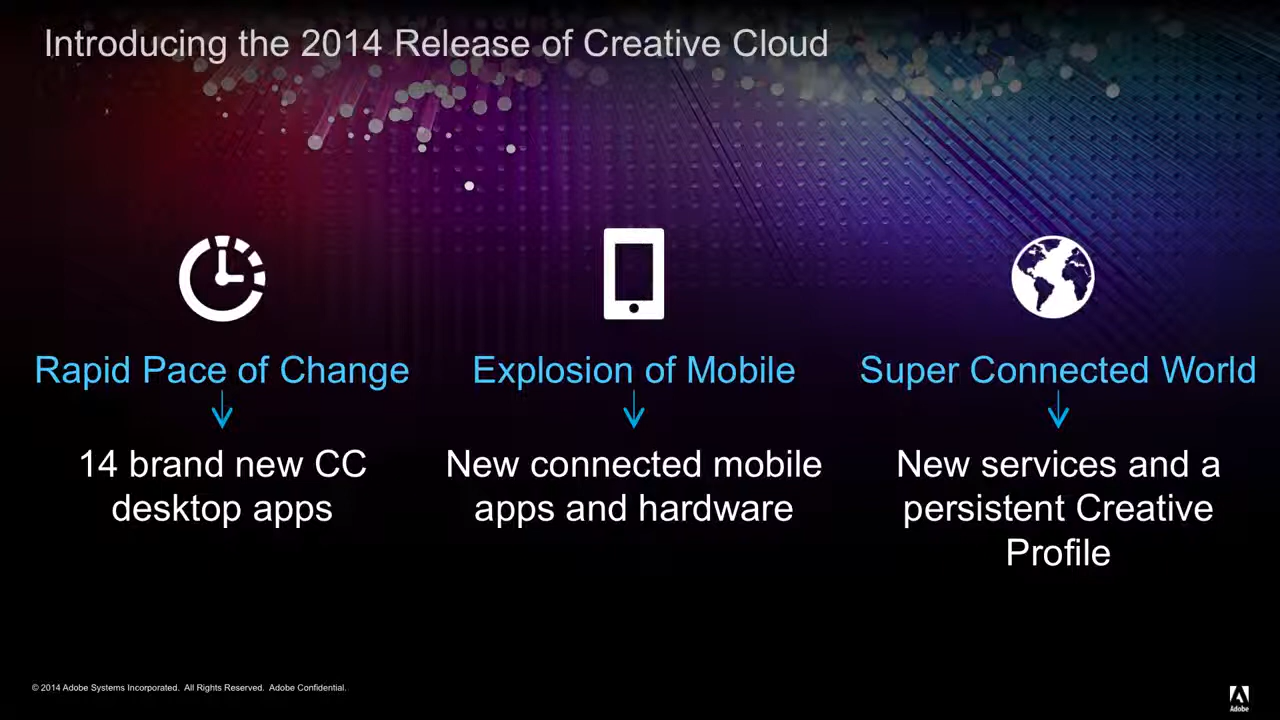 Introducing the 2014 Release of Creative Cloud
Rapid Pace of Change
14 brand new CC
desktop apps
Explosion of Mobile
New connected mobile
apps and hardware
Super Connected World
New services and a
persistent Creative
Profile
© 2014 Adobe Systems Incorporated. All Rights Reserved. Adobe Confidential.
Adobe